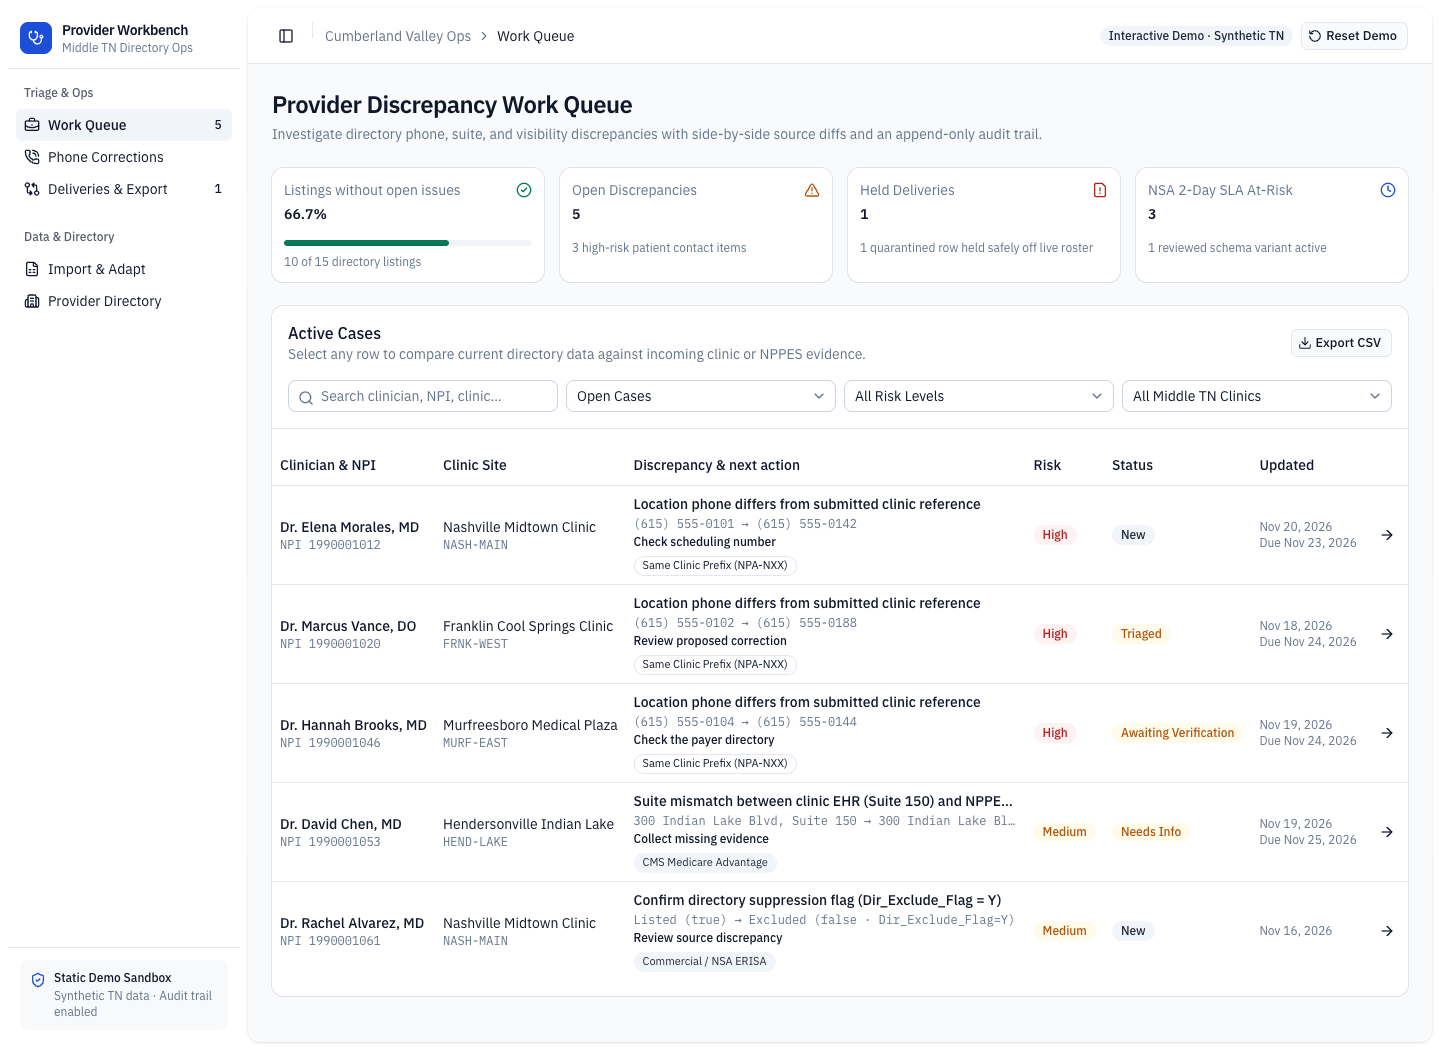 Provider Workbench
Middle TN Directory Ops
Triage & Ops
Work Queue 5
Phone Corrections
Deliveries & Export 1
Data & Directory
Import & Adapt
Provider Directory
Static Demo Sandbox
Synthetic TN data · Audit trail
enabled
Cumberland Valley Ops > Work Queue
Interactive Demo · Synthetic TN
Reset Demo
Provider Discrepancy Work Queue
Investigate directory phone, suite, and visibility discrepancies with side-by-side source diffs and an append-only audit trail.
Listings without open issues
66.7%
10 of 15 directory listings
Open Discrepancies
5
3 high-risk patient contact items
Held Deliveries
1
1 quarantined row held safely off live roster
NSA 2-Day SLA At-Risk
3
1 reviewed schema variant active
Active Cases
Select any row to compare current directory data against incoming clinic or NPPES evidence.
Export CSV
Search clinician, NPI, clinic...
Open Cases
All Risk Levels
All Middle TN Clinics
Clinician & NPI Clinic Site Discrepancy & next action Risk Status Updated
Dr. Elena Morales, MD
NPI 1990001012
Nashville Midtown Clinic
NASH-MAIN
Location phone differs from submitted clinic reference
(615) 555-0101 → (615) 555-0142
Check scheduling number
Same Clinic Prefix (NPA-NXX)
High
New
Nov 20, 2026
Due Nov 23, 2026
Dr. Marcus Vance, DO
NPI 1990001020
Franklin Cool Springs Clinic
FRNK-WEST
Location phone differs from submitted clinic reference
(615) 555-0102 → (615) 555-0188
Review proposed correction
Same Clinic Prefix (NPA-NXX)
High
Triaged
Nov 18, 2026
Due Nov 24, 2026
Dr. Hannah Brooks, MD
NPI 1990001046
Murfreesboro Medical Plaza
MURF-EAST
Location phone differs from submitted clinic reference
(615) 555-0104 → (615) 555-0144
Check the payer directory
Same Clinic Prefix (NPA-NXX)
High
Awaiting Verification
Nov 19, 2026
Due Nov 24, 2026
Dr. David Chen, MD
NPI 1990001053
Hendersonville Indian Lake
HEND-LAKE
Suite mismatch between clinic EHR (Suite 150) and NPPE...
300 Indian Lake Blvd, Suite 150 → 300 Indian Lake Bl…
Collect missing evidence
CMS Medicare Advantage
Medium
Needs Info
Nov 19, 2026
Due Nov 25, 2026
Dr. Rachel Alvarez, MD
NPI 1990001061
Nashville Midtown Clinic
NASH-MAIN
Confirm directory suppression flag (Dir_Exclude_Flag = Y)
Listed (true) → Excluded (false · Dir_Exclude_Flag=Y)
Review source discrepancy
Commercial / NSA ERISA
Medium
New
Nov 16, 2026